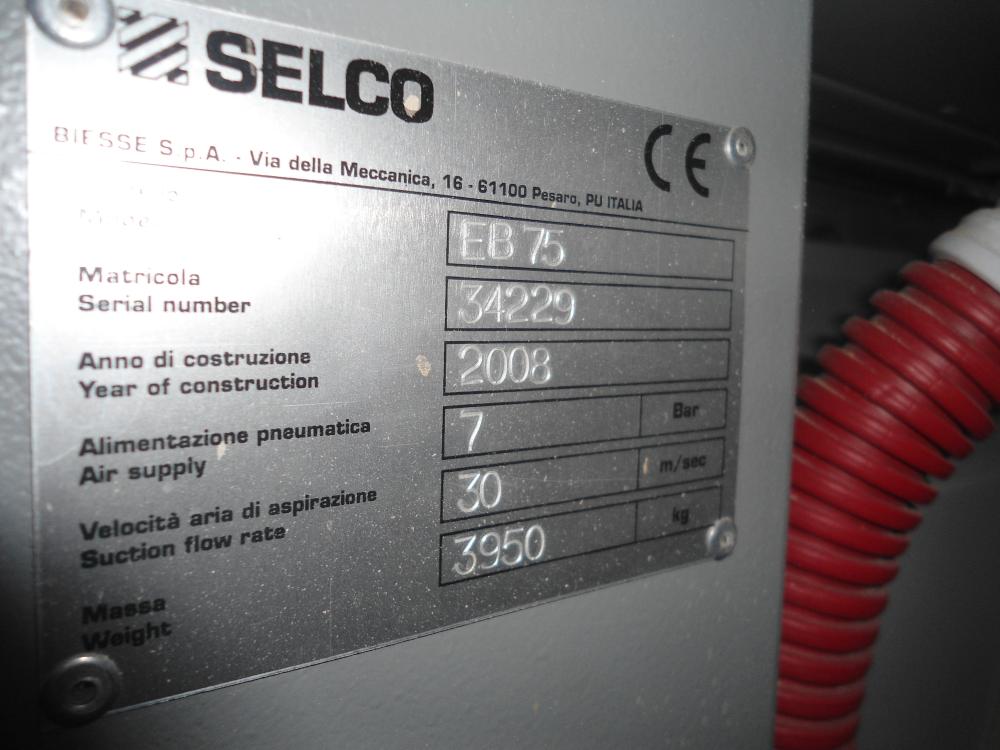 SELCO
CE
BIESSE S.p.A. - Via della Meccanica, 16 - 61100 Pesaro, PU ITALIA
EB 75
Matricola
Serial number 34229
Anno di costruzione
Year of construction 2008
Alimentazione pneumatica
Air supply 7 Bar
Velocità aria di aspirazione
Suction flow rate 30 m/sec
Massa
Weight 3950 kg